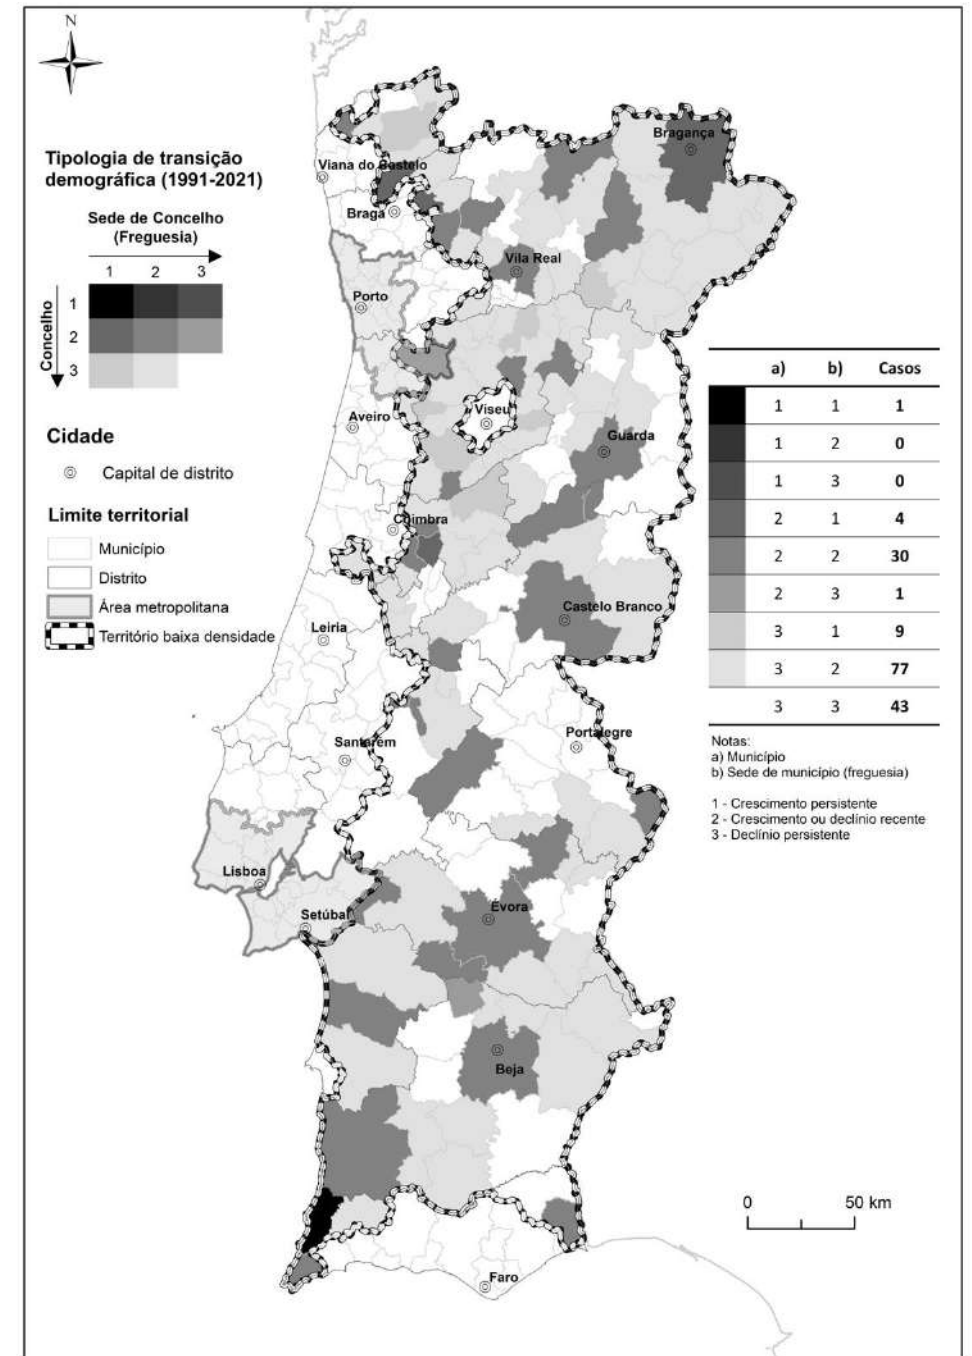 N
Tipologia de transição
demográfica (1991-2021)
Sede de Concelho
(Freguesia)
1 2 3
Concelho
1
2
3
Cidade
Capital de distrito
Limite territorial
Município
Distrito
Área metropolitana
Território baixa densidade
Bragança
Viana do Castelo
Braga
Vila Real
Porto
Viseu
Aveiro
Guarda
Coimbra
Castelo Branco
Leiria
Portalegre
Santarém
Lisboa
Setúbal
Évora
Beja
Faro
a) b) Casos
1 1 1
1 2 0
1 3 0
2 1 4
2 2 30
2 3 1
3 1 9
3 2 77
3 3 43
Notas:
a) Município
b) Sede de município (freguesia)
1 - Crescimento persistente
2 - Crescimento ou declínio recente
3 - Declínio persistente
0 50 km